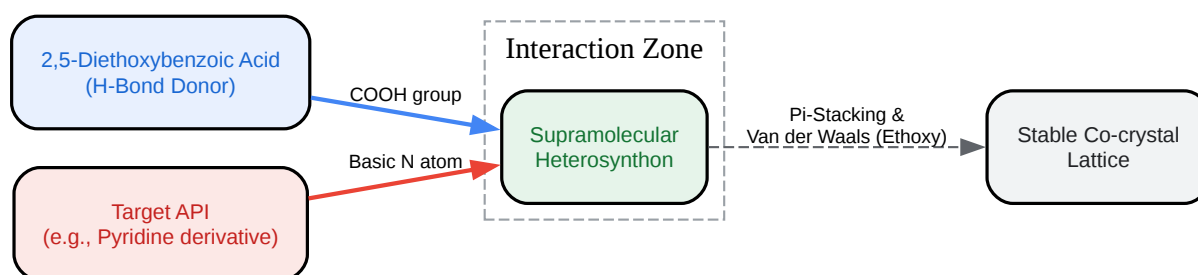 2,5-Diethoxybenzoic Acid
(H-Bond Donor)
COOH group
Basic N atom
Target API
(e.g., Pyridine derivative)
Interaction Zone
Supramolecular
Heterosynthon
Pi-Stacking &
Van der Waals (Ethoxy)
Stable Co-crystal
Lattice